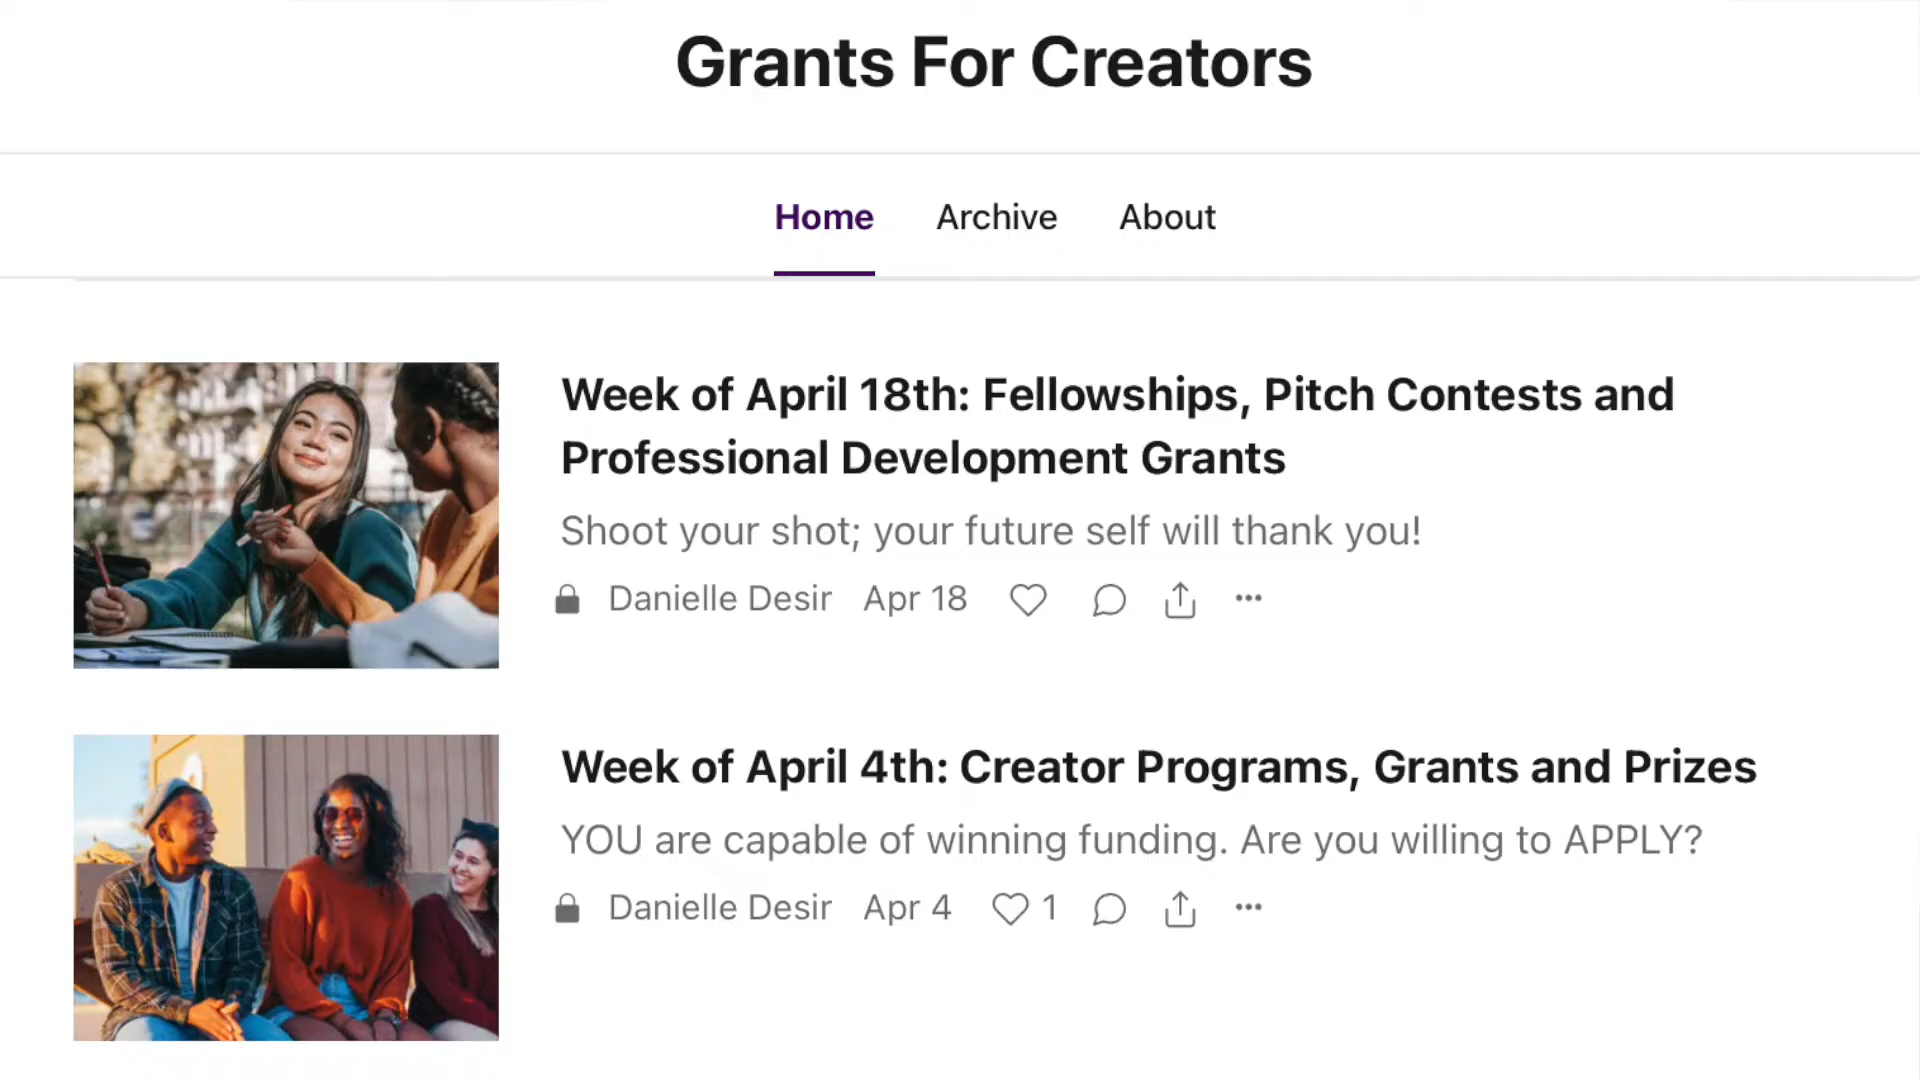 Grants For Creators
Home Archive About
Week of April 18th: Fellowships, Pitch Contests and
Professional Development Grants
Shoot your shot; your future self will thank you!
Danielle Desir Apr 18
Week of April 4th: Creator Programs, Grants and Prizes
YOU are capable of winning funding. Are you willing to APPLY?
Danielle Desir Apr 4 1